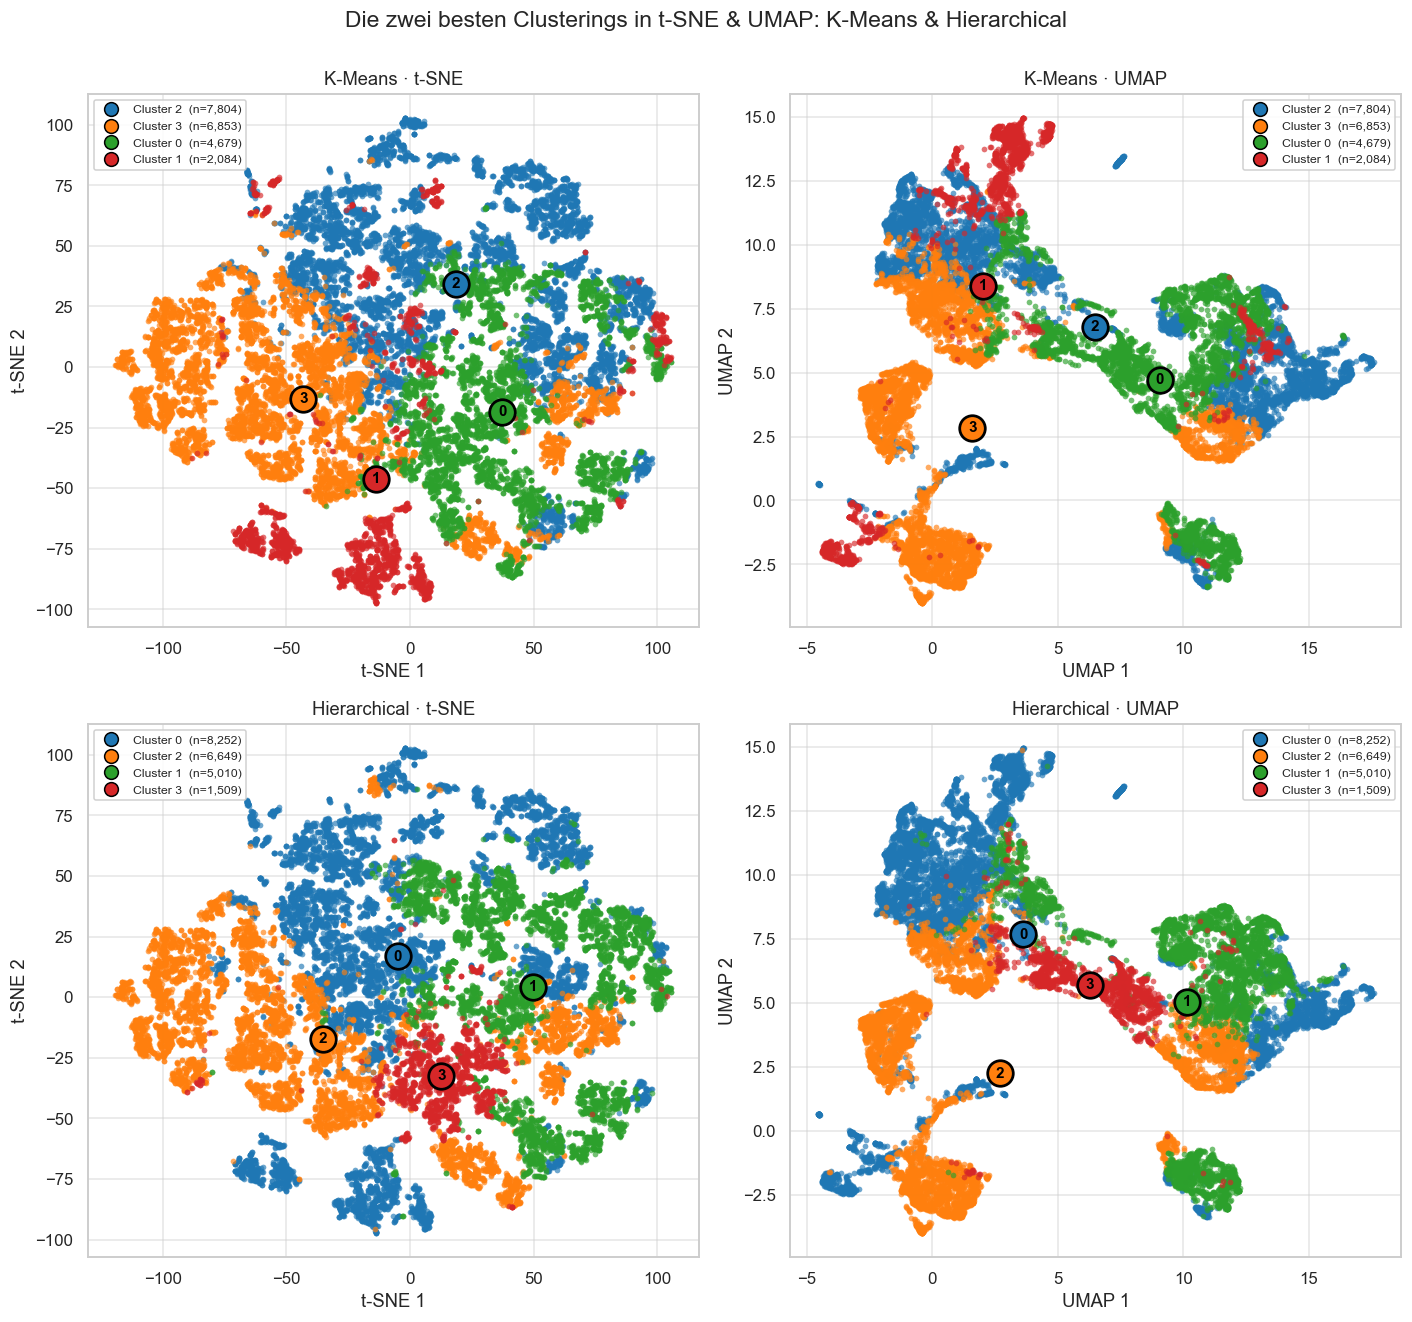 Die zwei besten Clusterings in t-SNE & UMAP: K-Means & Hierarchical
K-Means · t-SNE
Cluster 2 (n=7,804)
Cluster 3 (n=6,853)
Cluster 0 (n=4,679)
Cluster 1 (n=2,084)
100
75
50
25
0
−25
−50
−75
−100
t-SNE 2
2
3
0
1
−100
−50
0
50
100
t-SNE 1
K-Means · UMAP
Cluster 2 (n=7,804)
Cluster 3 (n=6,853)
Cluster 0 (n=4,679)
Cluster 1 (n=2,084)
15.0
12.5
10.0
7.5
5.0
2.5
0.0
−2.5
UMAP 2
1
2
0
3
−5
0
5
10
15
UMAP 1
Hierarchical · t-SNE
Cluster 0 (n=8,252)
Cluster 2 (n=6,649)
Cluster 1 (n=5,010)
Cluster 3 (n=1,509)
100
75
50
25
0
−25
−50
−75
−100
t-SNE 2
0
1
2
3
−100
−50
0
50
100
t-SNE 1
Hierarchical · UMAP
Cluster 0 (n=8,252)
Cluster 2 (n=6,649)
Cluster 1 (n=5,010)
Cluster 3 (n=1,509)
15.0
12.5
10.0
7.5
5.0
2.5
0.0
−2.5
UMAP 2
0
3
1
2
−5
0
5
10
15
UMAP 1